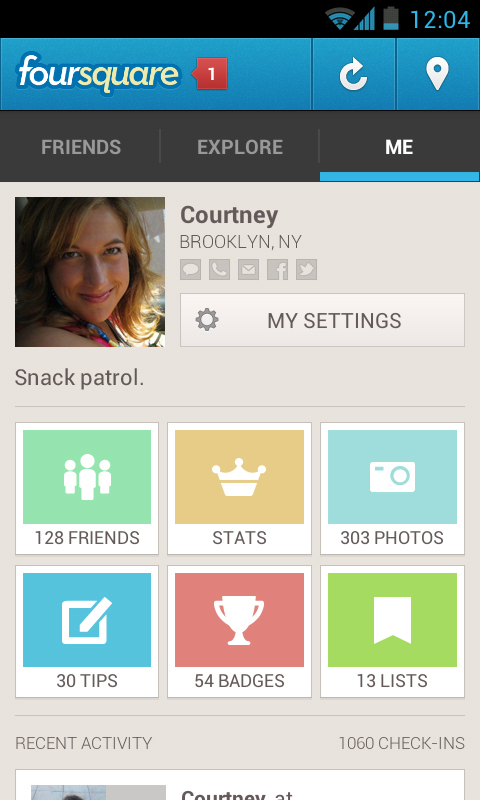 12:04
foursquare
1
FRIENDS
EXPLORE
ME
Courtney
BROOKLYN, NY
MY SETTINGS
Snack patrol.
128 FRIENDS
STATS
303 PHOTOS
30 TIPS
54 BADGES
13 LISTS
RECENT ACTIVITY
1060 CHECK-INS
Courtney at